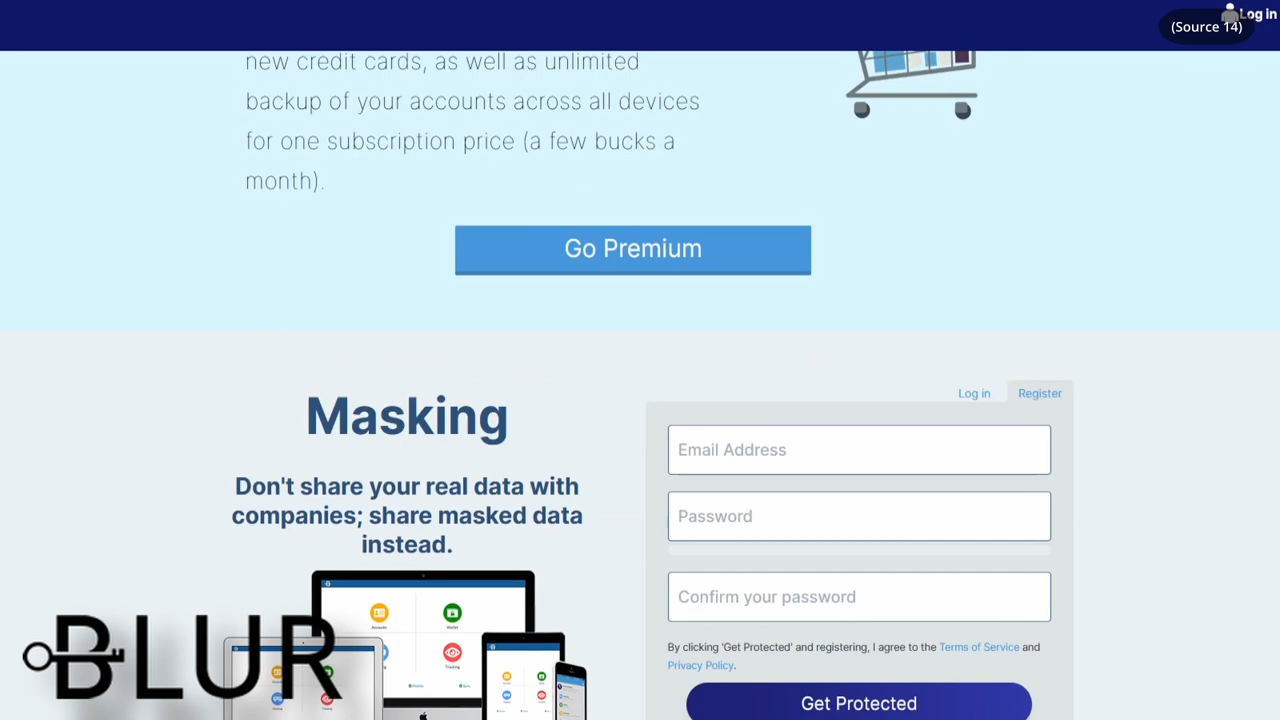 Log in
(Source 14)
new credit cards, as well as unlimited
backup of your accounts across all devices
for one subscription price (a few bucks a
month).
Go Premium
Masking
Don't share your real data with
companies; share masked data
instead.
Log in
Register
Email Address
Password
Confirm your password
By clicking 'Get Protected' and registering, I agree to the Terms of Service and
Privacy Policy.
Get Protected
BLUR